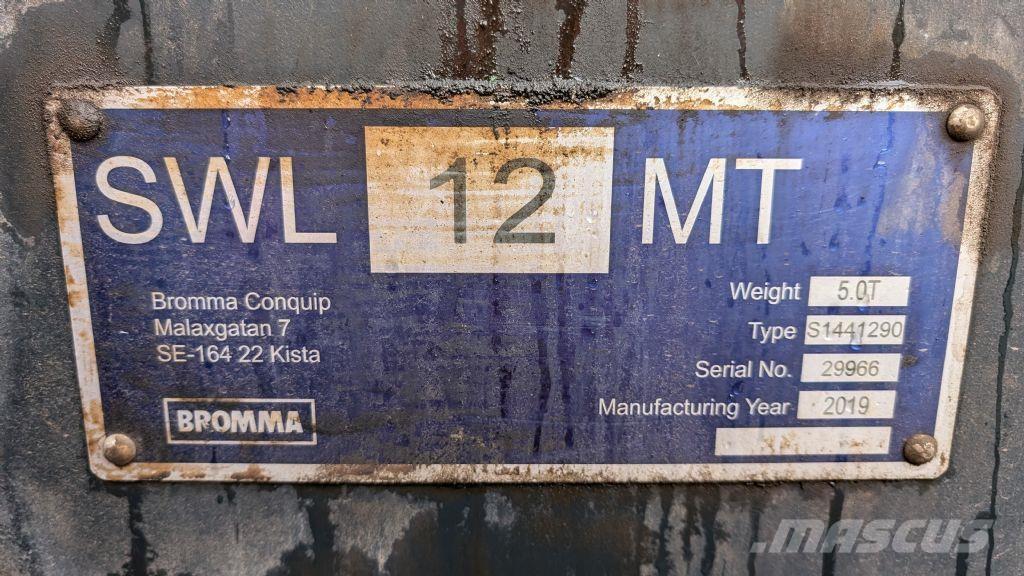 SWL 12 MT
Bromma Conquip
Malaxgatan 7
SE-164 22 Kista
BROMMA
Weight 5.0T
Type S1441290
Serial No. 29966
Manufacturing Year 2019
MASCUS